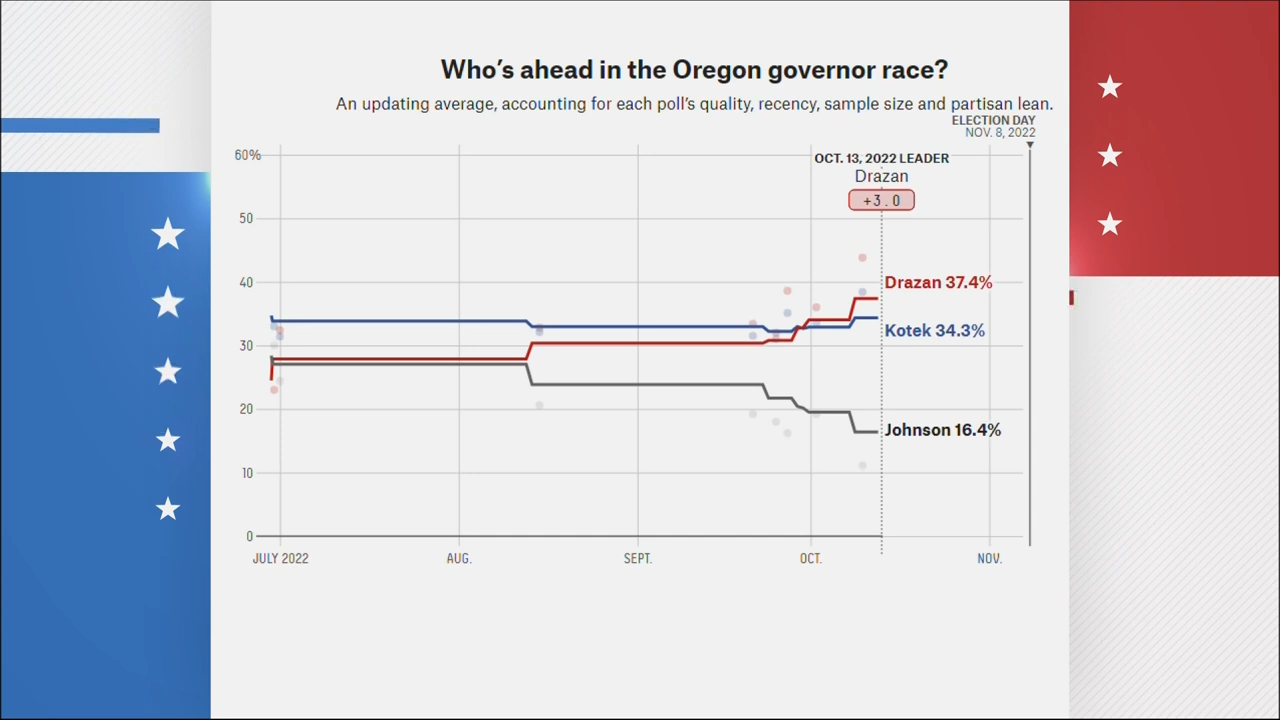 Who's ahead in the Oregon governor race?
An updating average, accounting for each poll's quality, recency, sample size and partisan lean.
ELECTION DAY
NOV. 8, 2022
60%
OCT. 13, 2022 LEADER
Drazan
+3.0
50
40
Drazan 37.4%
Kotek 34.3%
30
20
Johnson 16.4%
10
0
JULY 2022 AUG. SEPT. OCT. NOV.